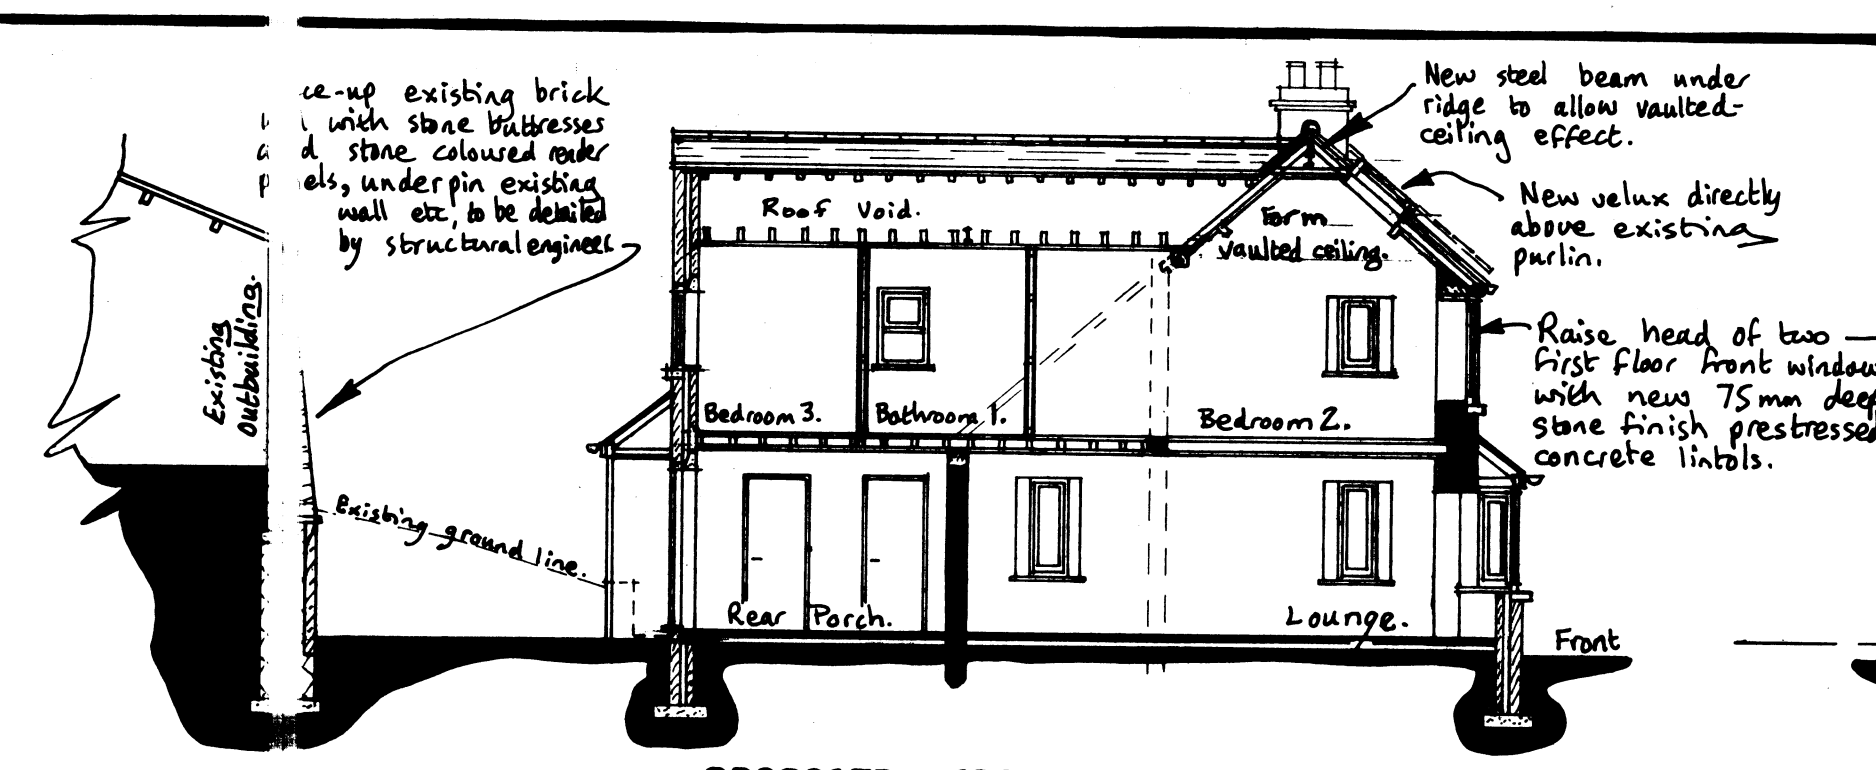 ce-up existing brick
with stone buttresses
d stone coloured render
els, underpin existing
wall etc, to be detailed
by structural engineer.
New steel beam under
ridge to allow vaulted
ceiling effect.
New velux directly
above existing
purlin.
Raise head of two
first floor front window
with new 75mm deep
stone finish prestressed
concrete lintols.
Roof Void.
Form
vaulted ceiling.
Existing
Outbuilding.
Bedroom 3.
Bathroom 1.
Bedroom 2.
Existing ground line.
Rear Porch.
Lounge.
Front